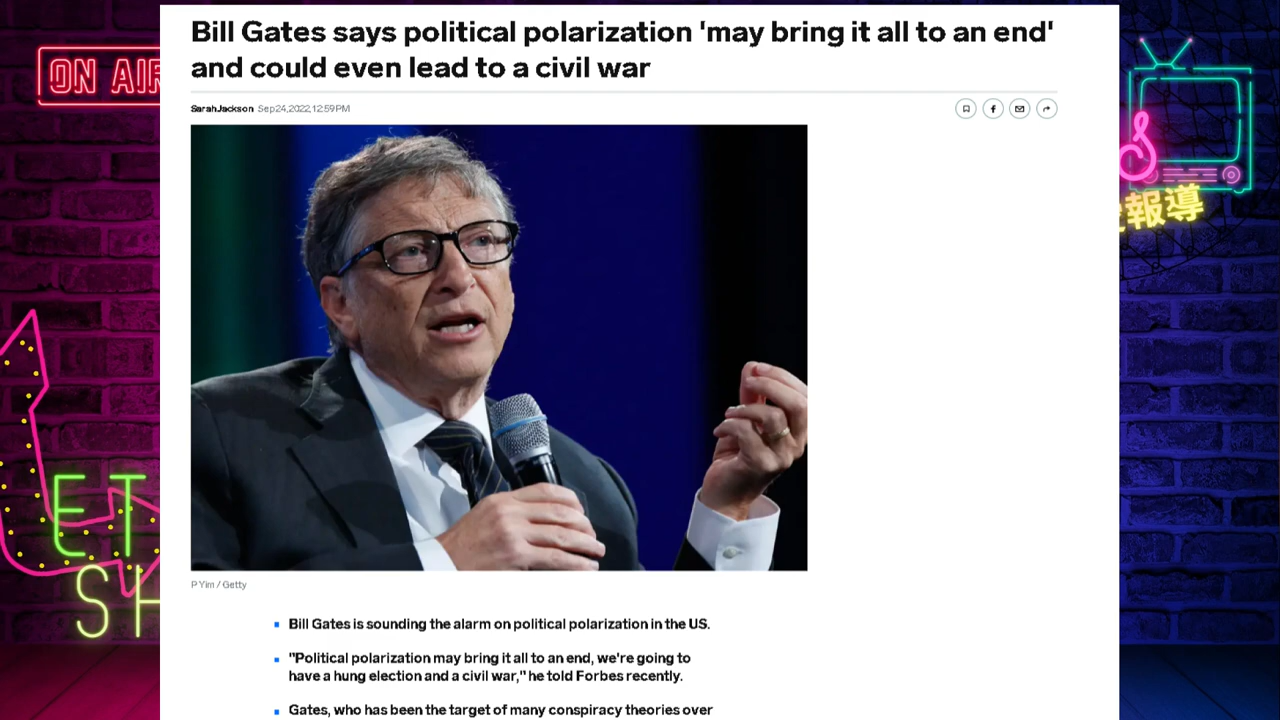 Bill Gates says political polarization 'may bring it all to an end'
and could even lead to a civil war
SarahJackson Sep24,2022,12:59PM
ON AIR
報導
ET
SH
P Yim / Getty
Bill Gates is sounding the alarm on political polarization in the US.
"Political polarization may bring it all to an end, we're going to
have a hung election and a civil war," he told Forbes recently.
Gates, who has been the target of many conspiracy theories over